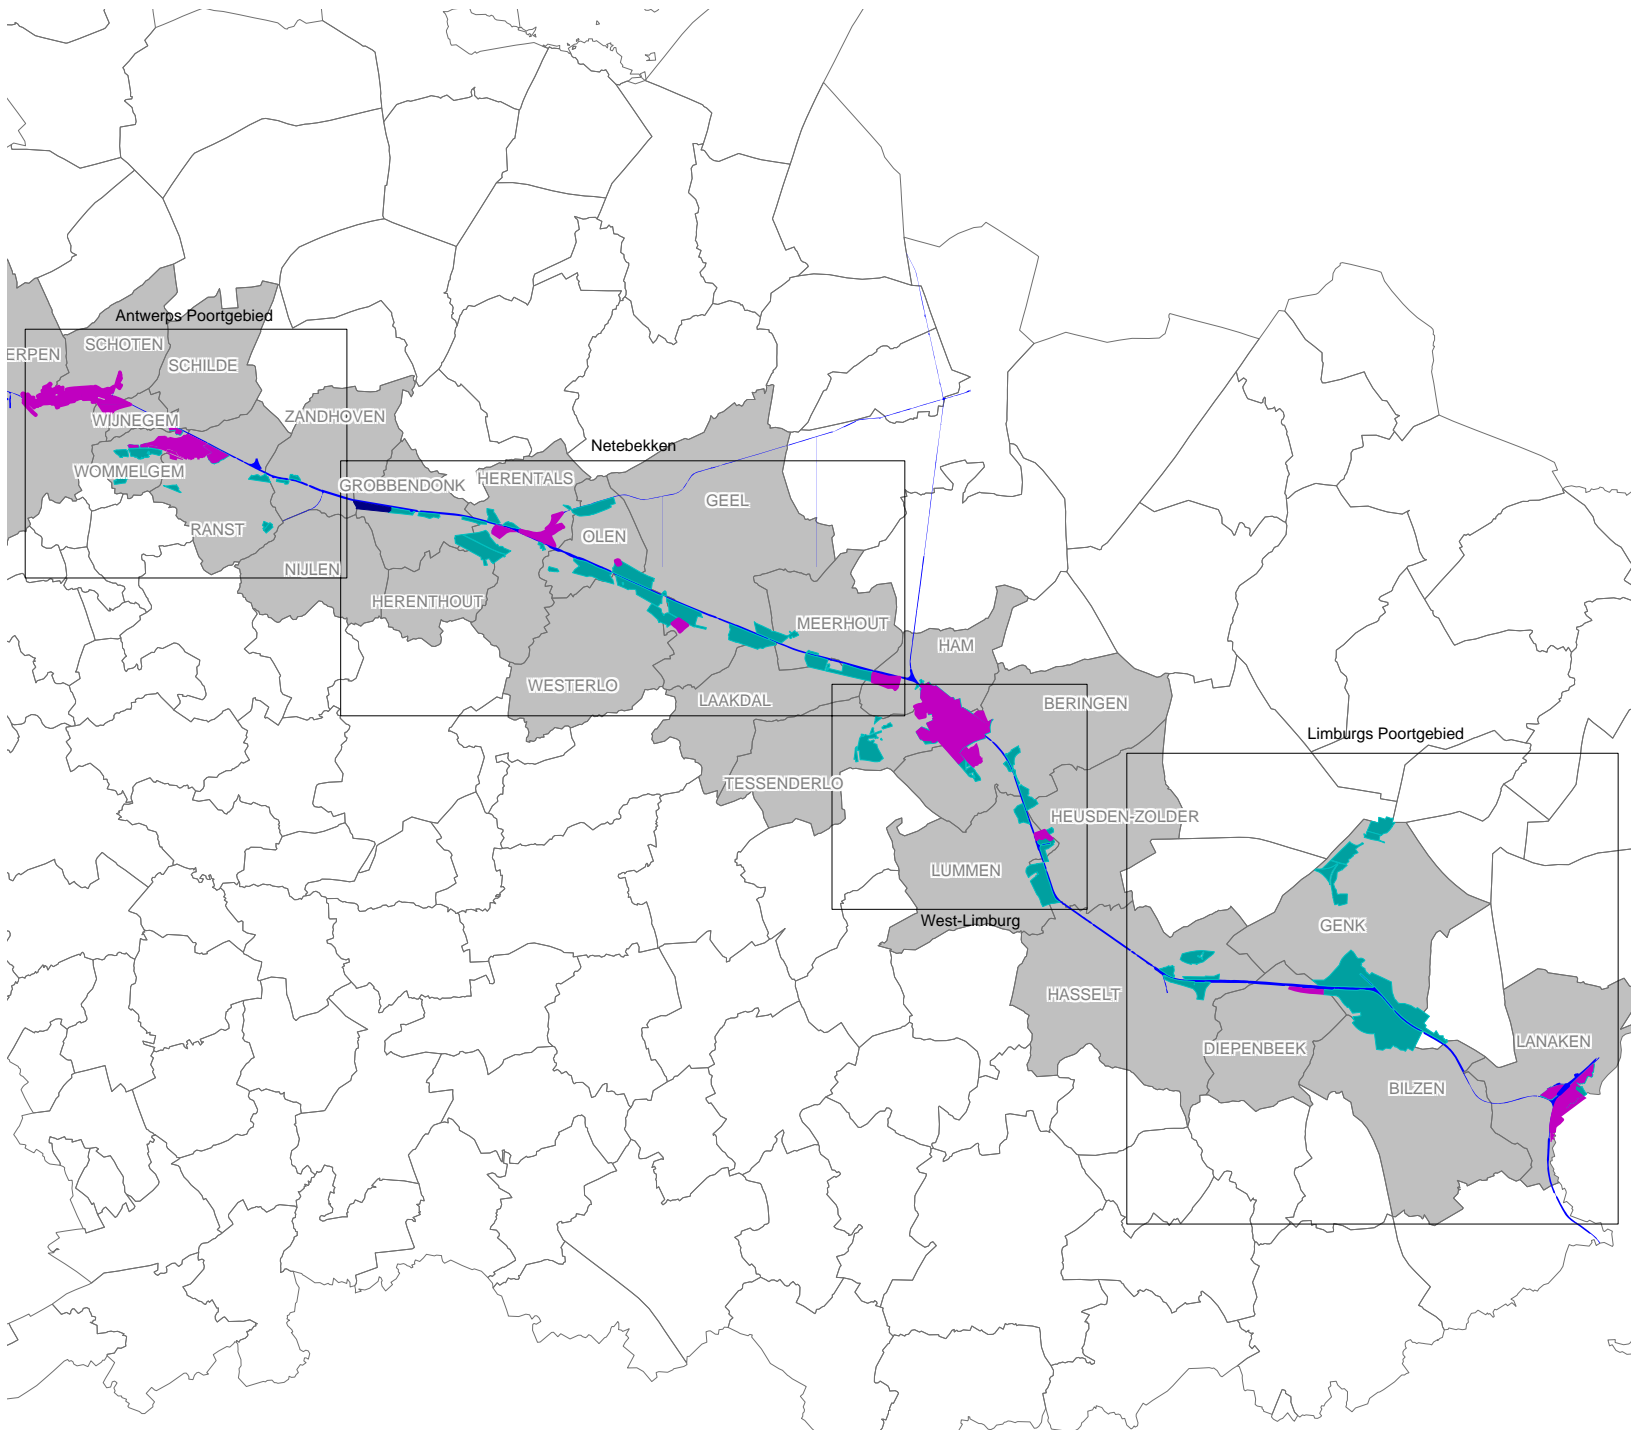 Antwerps Poortgebied
SCHOTEN
ERPEN
SCHILDE
WIJNEGEM
ZANDHOVEN
Netebekken
WOMMELGEM
GROBBENDONK
HERENTALS
GEEL
RANST
OLEN
NIJLEN
HERENTHOUT
MEERHOUT
HAM
WESTERLO
LAAKDAL
BERINGEN
Limburgs Poortgebied
TESSENDERLO
HEUSDEN-ZOLDER
LUMMEN
West-Limburg
GENK
HASSELT
DIEPENBEEK
LANAKEN
BILZEN